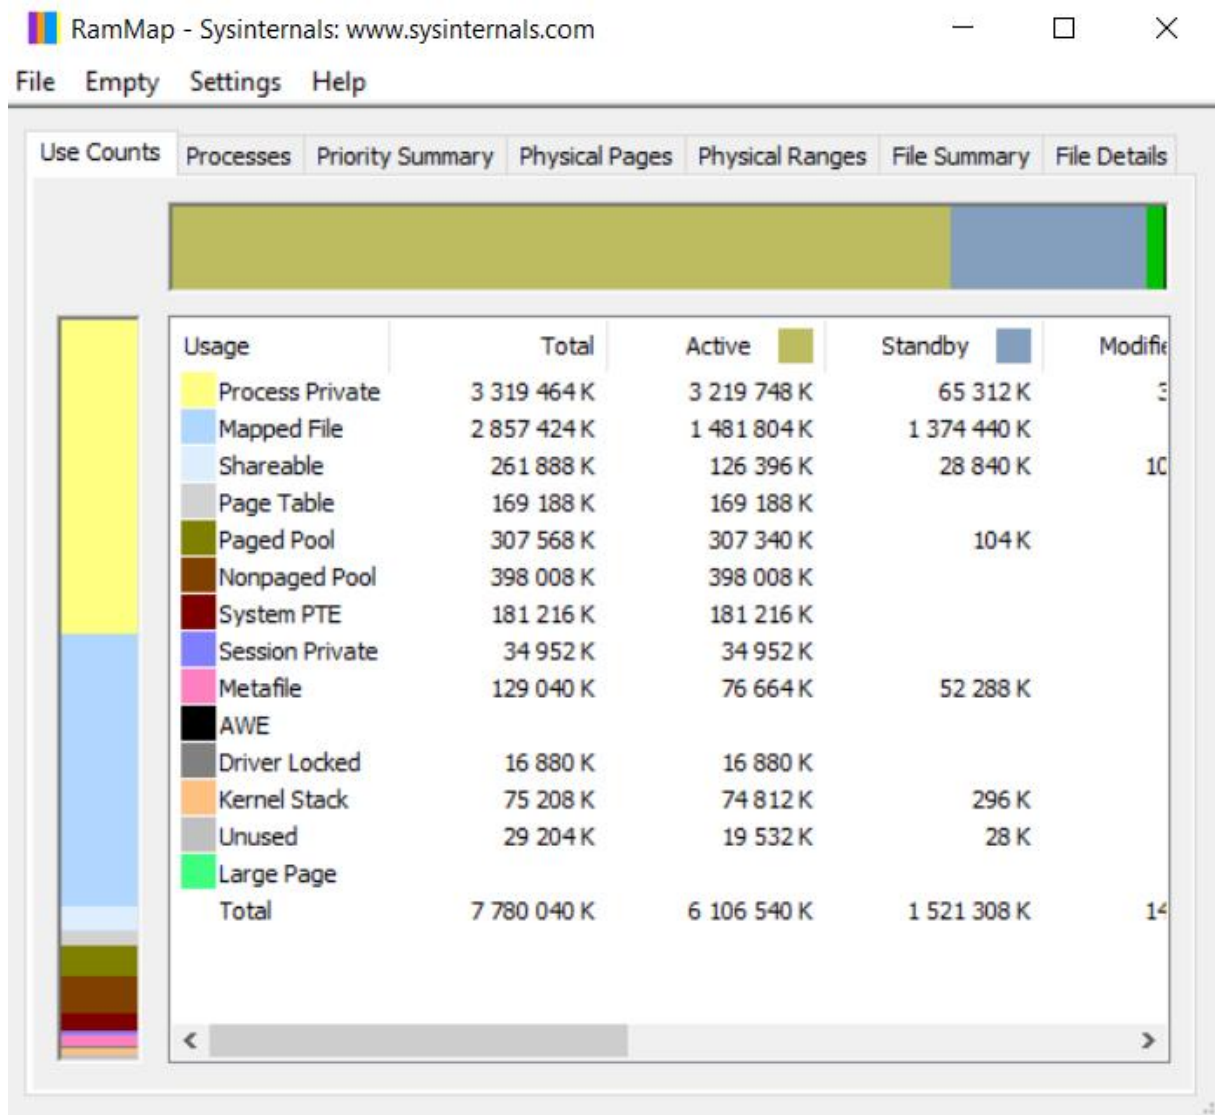 RamMap - Sysinternals: www.sysinternals.com
File Empty Settings Help
Use Counts Processes Priority Summary Physical Pages Physical Ranges File Summary File Details
Usage Total Active Standby
Process Private 3 319 464 K 3 219 748 K 65 312 K 3
Mapped File 2 857 424 K 1 481 804 K 1 374 440 K
Shareable 261 888 K 126 396 K 28 840 K 10
Page Table 169 188 K 169 188 K
Paged Pool 307 568 K 307 340 K 104 K
Nonpaged Pool 398 008 K 398 008 K
System PTE 181 216 K 181 216 K
Session Private 34 952 K 34 952 K
Metafile 129 040 K 76 664 K 52 288 K
AWE
Driver Locked 16 880 K 16 880 K
Kernel Stack 75 208 K 74 812 K 296 K
Unused 29 204 K 19 532 K 28 K
Large Page
Total 7 780 040 K 6 106 540 K 1 521 308 K 14